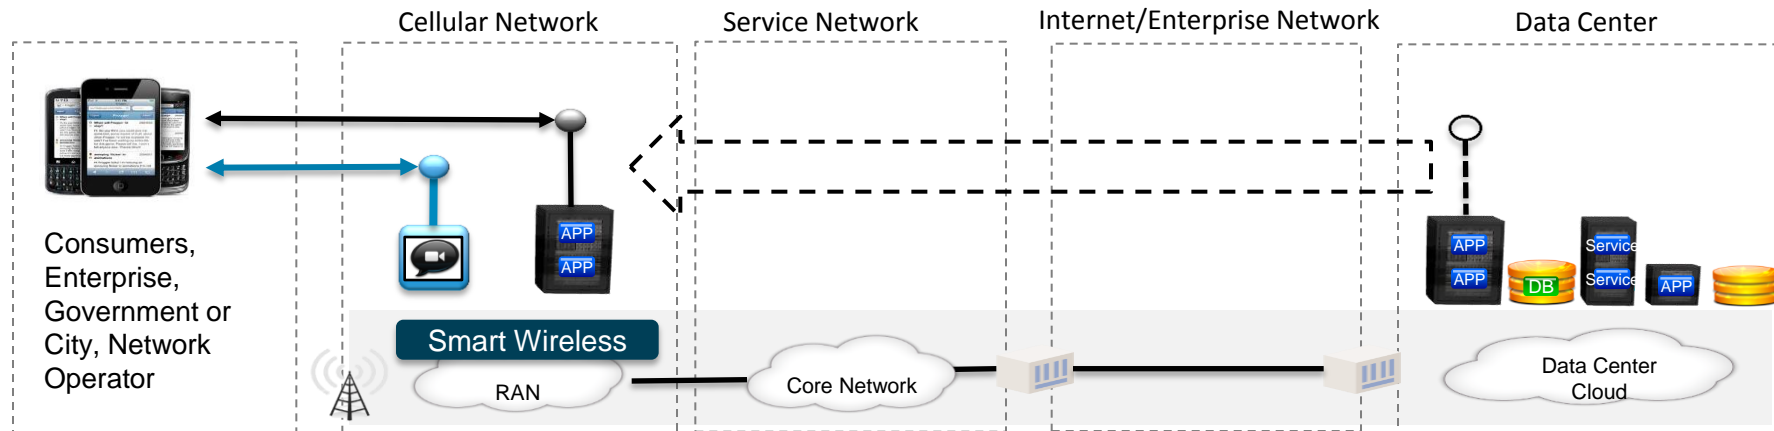 Cellular Network
Service Network
Internet/Enterprise Network
Data Center
Consumers,
Enterprise,
Government or
City, Network
Operator
APP
APP
APP
APP
DB
Service
Service
APP
Smart Wireless
RAN
Core Network
Data Center
Cloud